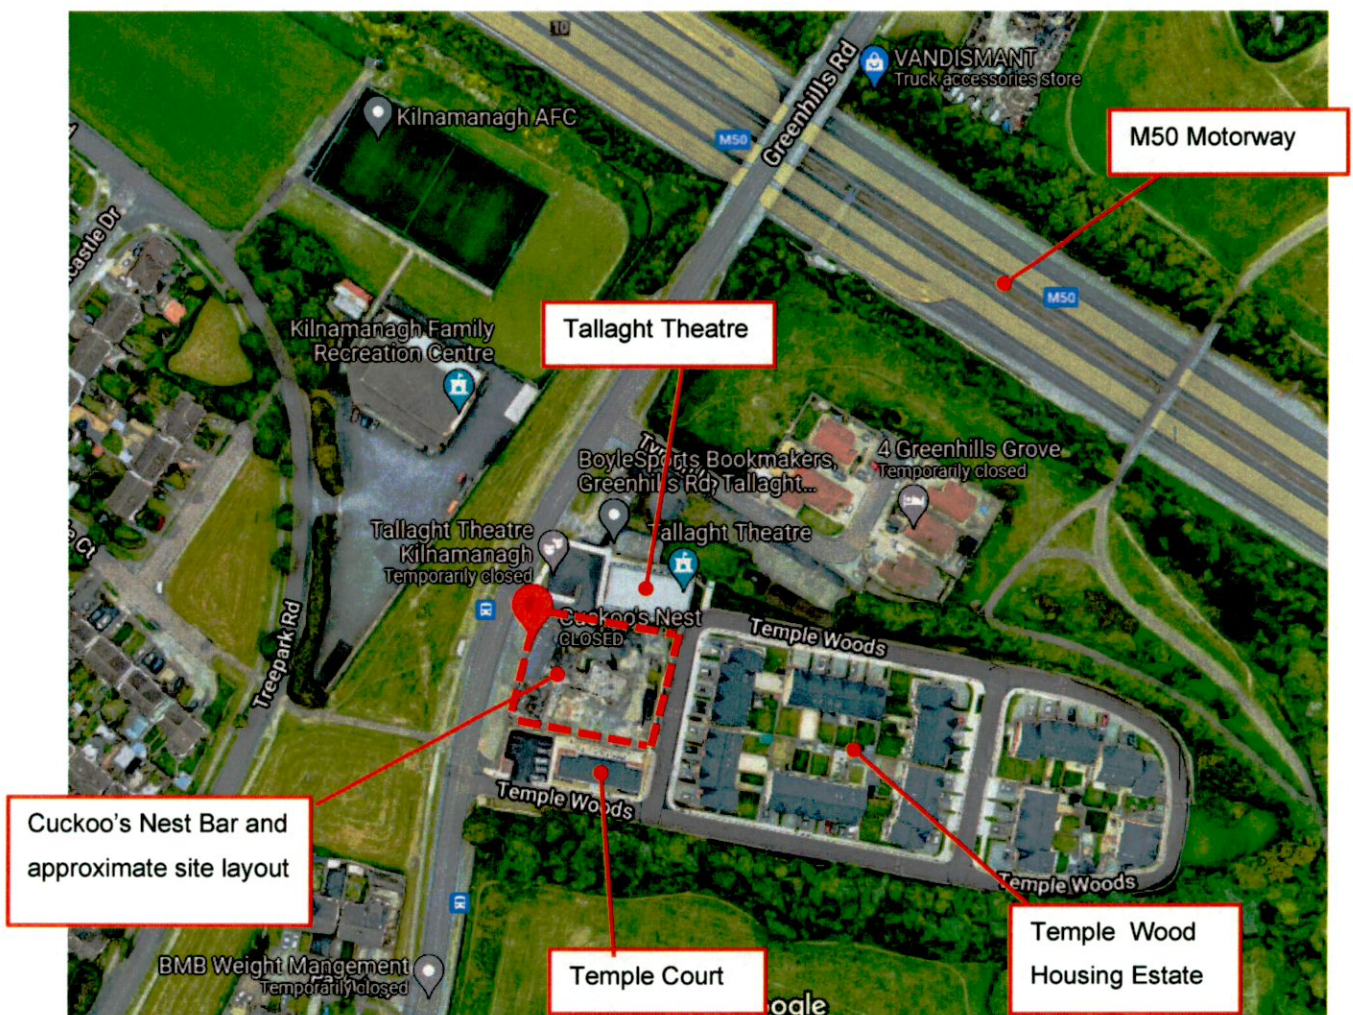 10
Greenhills Rd
VANDISMANT
Truck accessories store
Kilnamanagh AFC
M50
M50 Motorway
castle Dr
M50
Kilnamanagh Family
Recreation Centre
Tallaght Theatre
BoyleSports Bookmakers,
Greenhills Rd, Tallaght...
4 Greenhills Grove
Temporarily closed
Tallaght Theatre
Kilnamanagh
Temporarily closed
Tallaght Theatre
Cuckoo's Nest
CLOSED
Treepark Rd
Temple Woods
Temple Woods
Temple Woods
Cuckoo's Nest Bar and
approximate site layout
Temple Court
Temple Wood
Housing Estate
BMB Weight Mangement
Temporarily closed
ogle